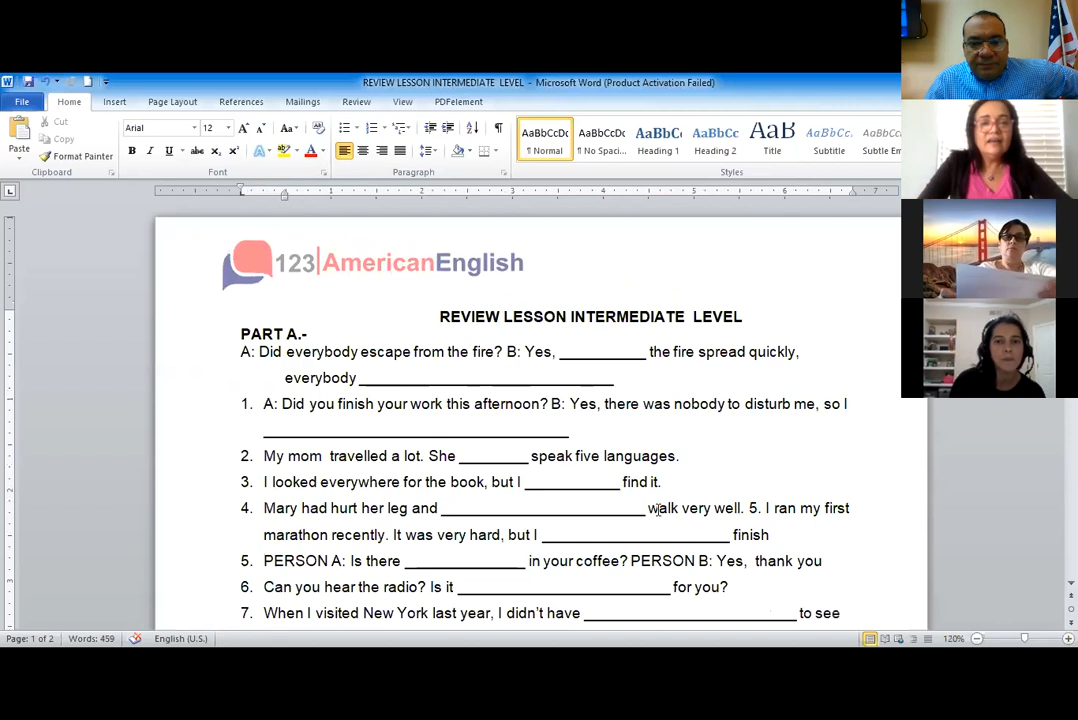 REVIEW LESSON INTERMEDIATE LEVEL - Microsoft Word (Product Activation Failed)
File Home Insert Page Layout References Mailings Review View PDFelement
Cut
Copy
Paste Format Painter
Arial 12
AaBbCcDc AaBbCcDc AaBbC AaBbCc AaBbC AaBbCc. AaBbCc
¶ Normal ¶ No Spaci... Heading 1 Heading 2 Title Subtitle Subtle Em
Clipboard Font Paragraph Styles
123|AmericanEnglish
REVIEW LESSON INTERMEDIATE LEVEL
PART A.-
A: Did everybody escape from the fire? B: Yes, __________ the fire spread quickly,
everybody ______________________________
1. A: Did you finish your work this afternoon? B: Yes, there was nobody to disturb me, so I
____________________________________
2. My mom travelled a lot. She ________ speak five languages.
3. I looked everywhere for the book, but I ___________ find it.
4. Mary had hurt her leg and ________________________ walk very well. 5. I ran my first
marathon recently. It was very hard, but I ______________________ finish
5. PERSON A: Is there ______________ in your coffee? PERSON B: Yes, thank you
6. Can you hear the radio? Is it _________________________ for you?
7. When I visited New York last year, I didn't have _________________________ to see
Page: 1 of 2 Words: 459 English (U.S.) 120%